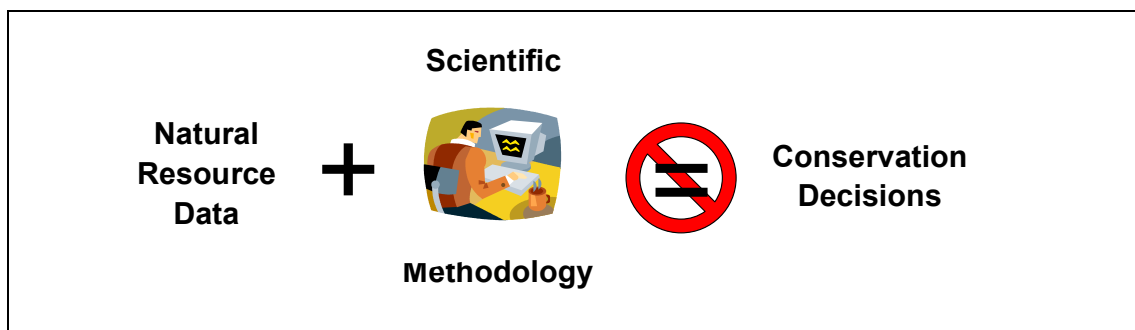 Natural
Resource
Data
+
Scientific
Methodology
=
Conservation
Decisions